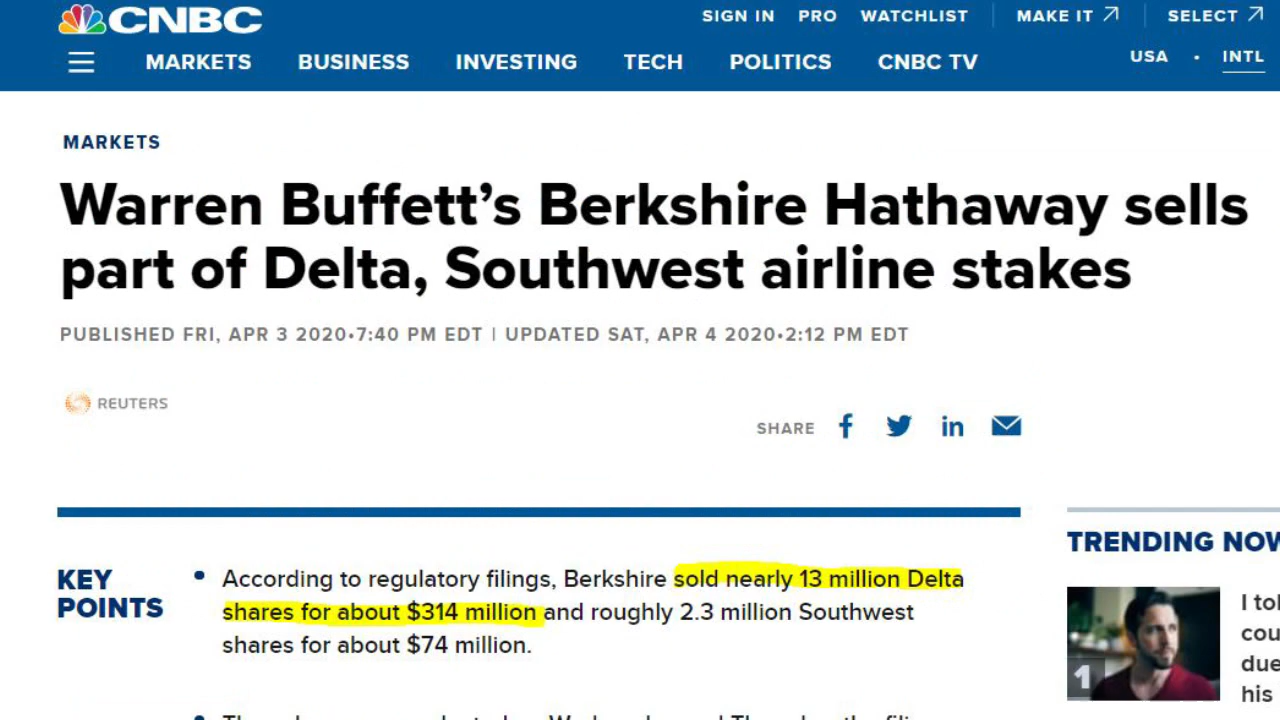 CNBC
SIGN IN PRO WATCHLIST MAKE IT SELECT
MARKETS BUSINESS INVESTING TECH POLITICS CNBC TV
USA • INTL
MARKETS
Warren Buffett’s Berkshire Hathaway sells
part of Delta, Southwest airline stakes
PUBLISHED FRI, APR 3 2020•7:40 PM EDT | UPDATED SAT, APR 4 2020•2:12 PM EDT
REUTERS
SHARE
KEY
POINTS
• According to regulatory filings, Berkshire sold nearly 13 million Delta
shares for about $314 million and roughly 2.3 million Southwest
shares for about $74 million.
TRENDING NOW
1
I tol
cou
due
his